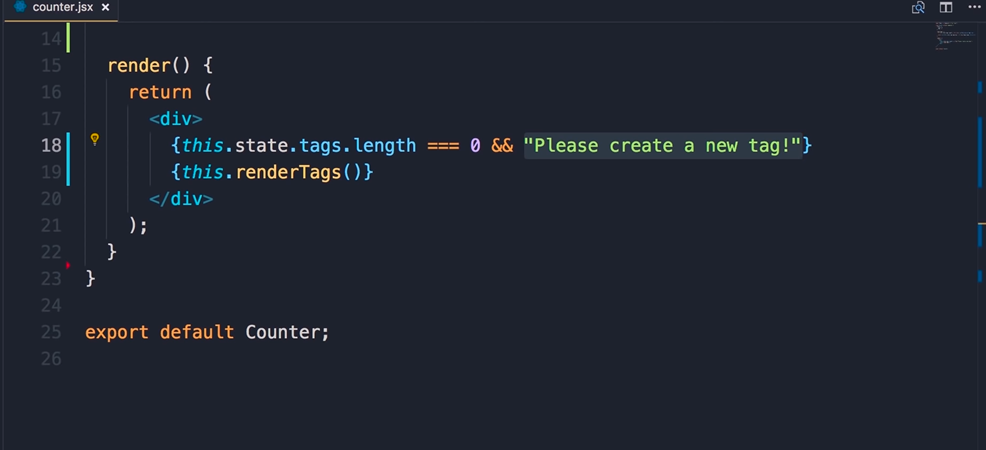 counter.jsx ×
14
15 render() {
16 return (
17 <div>
18 {this.state.tags.length === 0 && "Please create a new tag!"}
19 {this.renderTags()}
20 </div>
21 );
22 }
23 }
24
25 export default Counter;
26